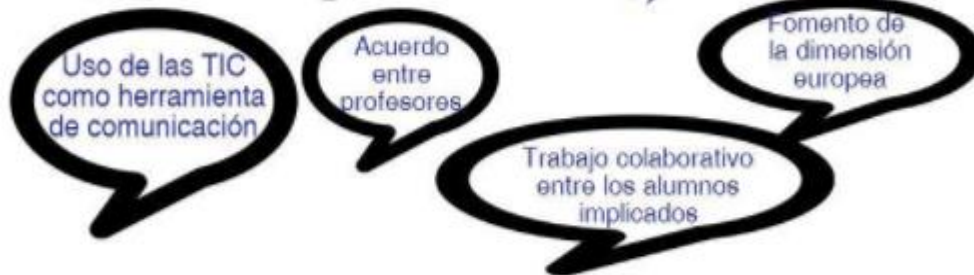 Uso de las TIC
como herramienta
de comunicación
Acuerdo
entre
profesores
Fomento de
la dimensión
europea
Trabajo colaborativo
entre los alumnos
implicados